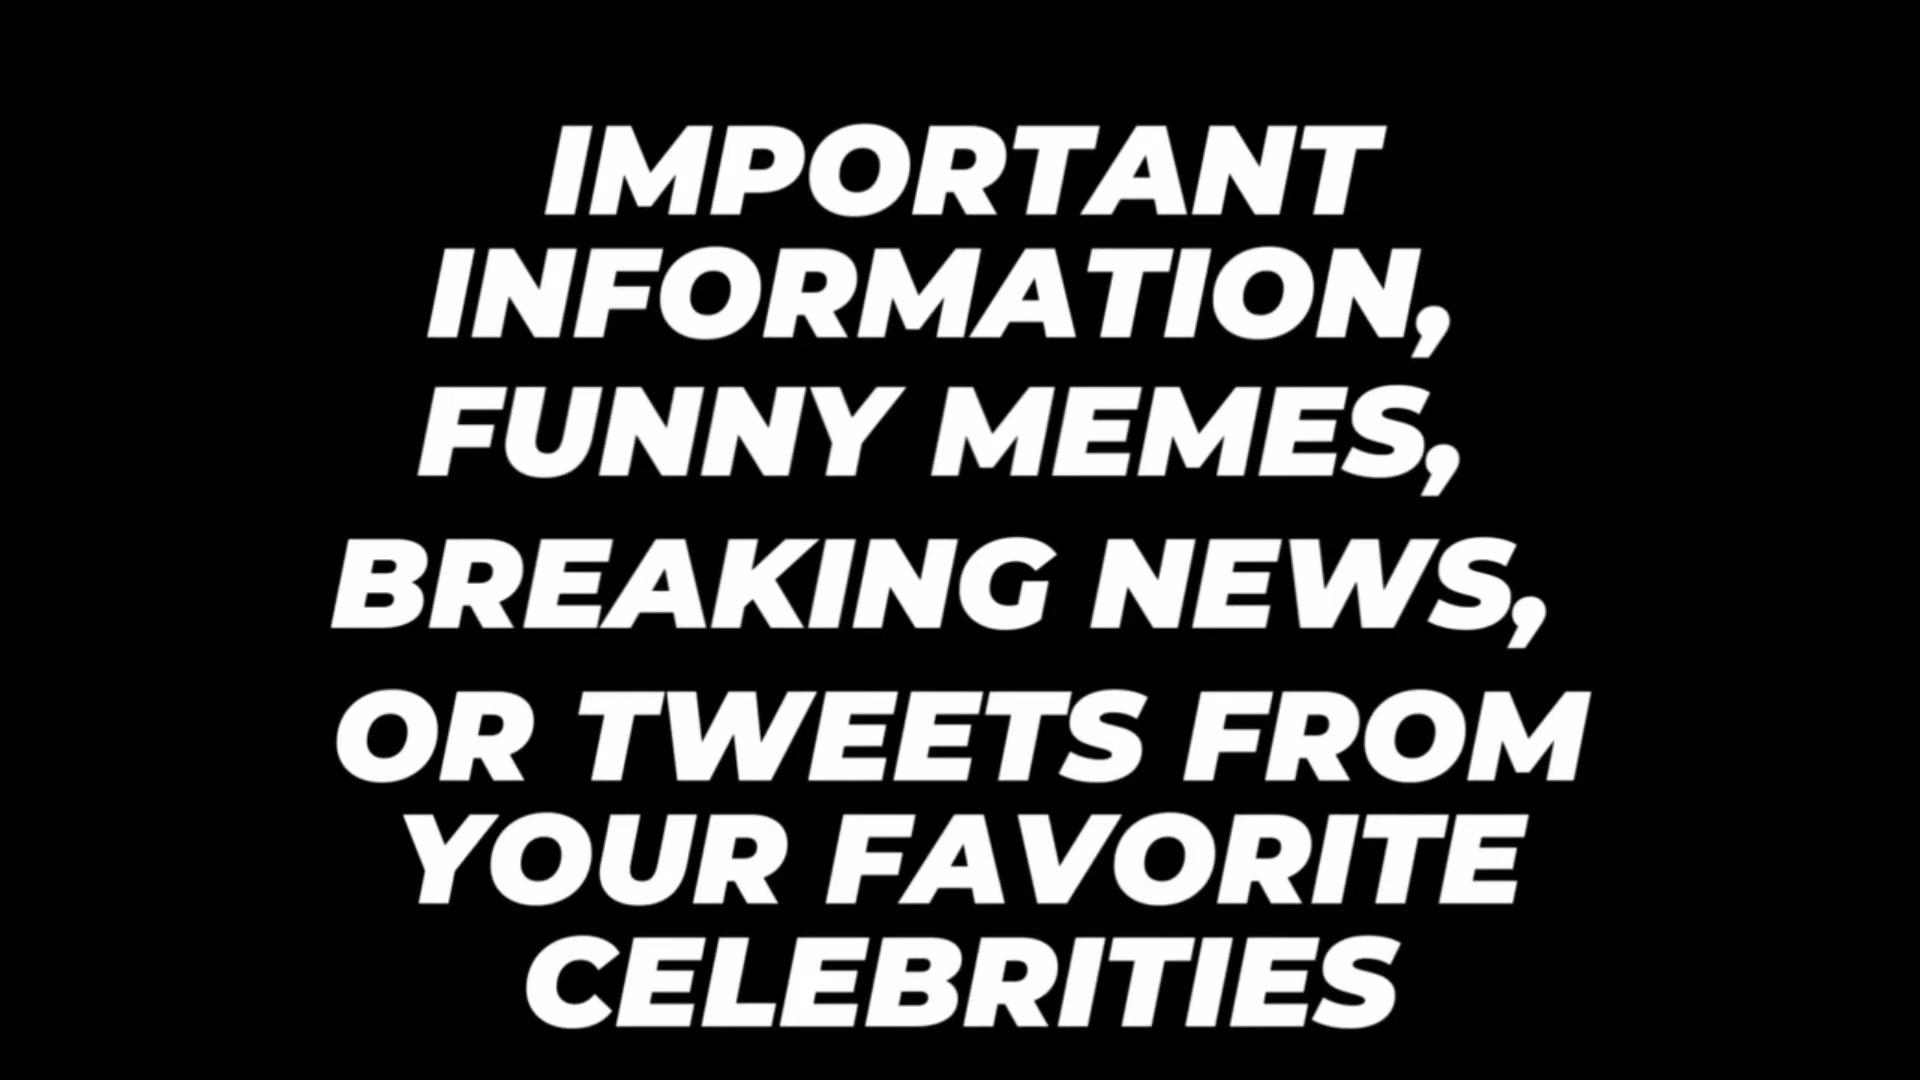 IMPORTANT
INFORMATION,
FUNNY MEMES,
BREAKING NEWS,
OR TWEETS FROM
YOUR FAVORITE
CELEBRITIES